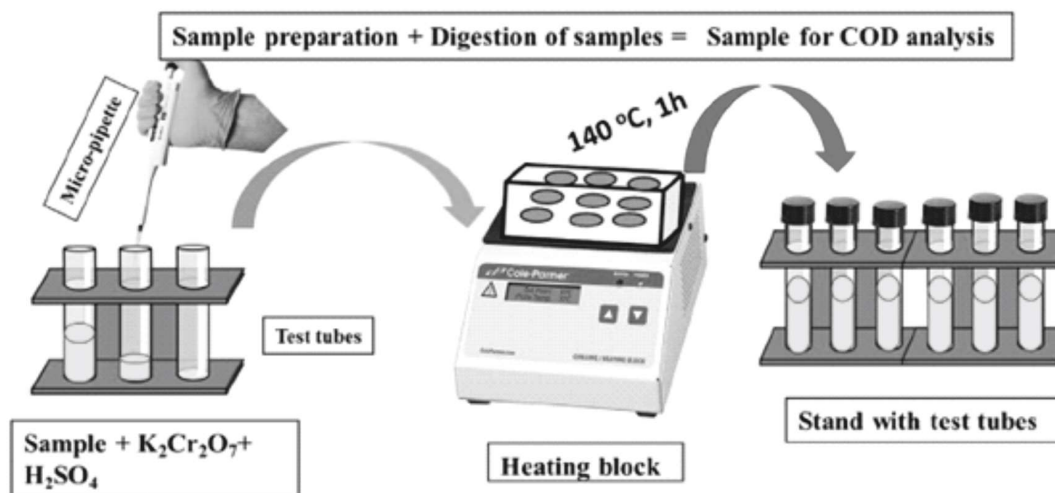 Sample preparation + Digestion of samples = Sample for COD analysis
Micro-pipette
140 °C, 1h
Cole-Parmer
Test tubes
Sample + K₂Cr₂O₇+
H₂SO₄
Heating block
Stand with test tubes